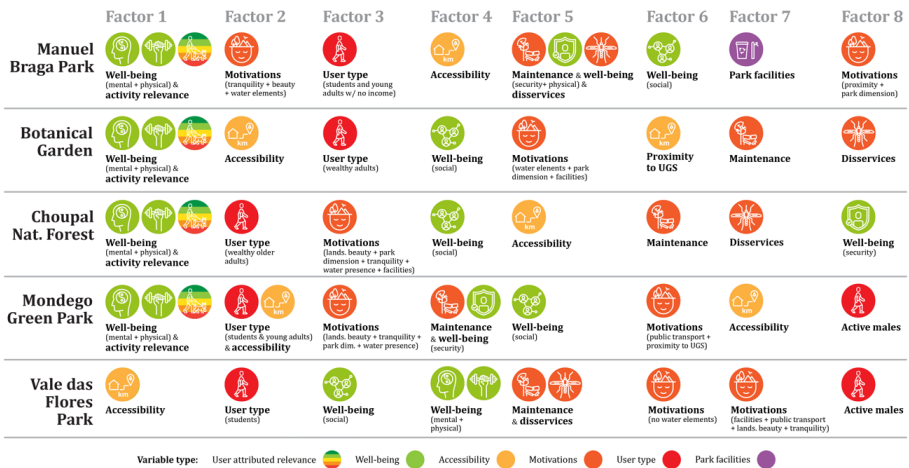 Factor 1 Factor 2 Factor 3 Factor 4 Factor 5 Factor 6 Factor 7 Factor 8
Manuel
Braga Park
Well-being
(mental + physical) &
activity relevance
Motivations
(tranquility + beauty
+ water elements)
User type
(students and young
adults w/ no income)
km
Accessibility
Maintenance & well-being
(security+ physical) &
disservices
Well-being
(social)
Park facilities
Motivations
(proximity +
park dimension)
Botanical
Garden
Well-being
(mental + physical) &
activity relevance
km
Accessibility
User type
(wealthy adults)
Well-being
(social)
Motivations
(water elenents + park
dimension + facilities)
km
Proximity
to UGS
Maintenance
Disservices
Choupal
Nat. Forest
Well-being
(mental + physical) &
activity relevance
User type
(wealthy older
adults)
Motivations
(lands. beauty + park
dimension + tranquility +
water presence + facilities)
Well-being
(social)
km
Accessibility
Maintenance
Disservices
Well-being
(security)
Mondego
Green Park
Well-being
(mental + physical) &
activity relevance
km
User type
(students & young adults)
& accessibility
Motivations
(lands. beauty + tranquility +
park dim. + water presence)
Maintenance
& well-being
(security)
Well-being
(social)
Motivations
(public transport +
proximity to UGS)
km
Accessibility
Active males
Vale das
Flores
Park
km
Accessibility
User type
(students)
Well-being
(social)
Well-being
(mental +
physical)
Maintenance
& disservices
Motivations
(no water elements)
Motivations
(facilities + public transport
+ lands. beauty + tranquility)
Active males
Variable type: User attributed relevance Well-being Accessibility Motivations User type Park facilities